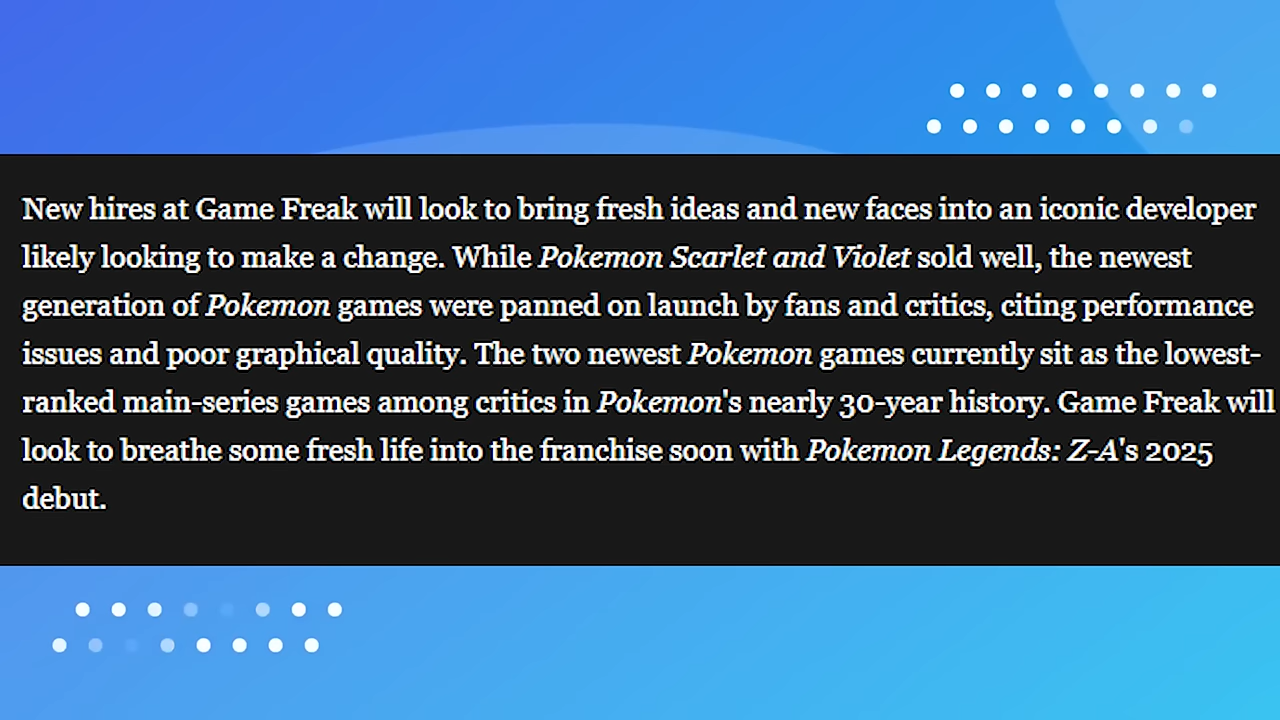 New hires at Game Freak will look to bring fresh ideas and new faces into an iconic developer
likely looking to make a change. While Pokemon Scarlet and Violet sold well, the newest
generation of Pokemon games were panned on launch by fans and critics, citing performance
issues and poor graphical quality. The two newest Pokemon games currently sit as the lowest-
ranked main-series games among critics in Pokemon's nearly 30-year history. Game Freak will
look to breathe some fresh life into the franchise soon with Pokemon Legends: Z-A's 2025
debut.